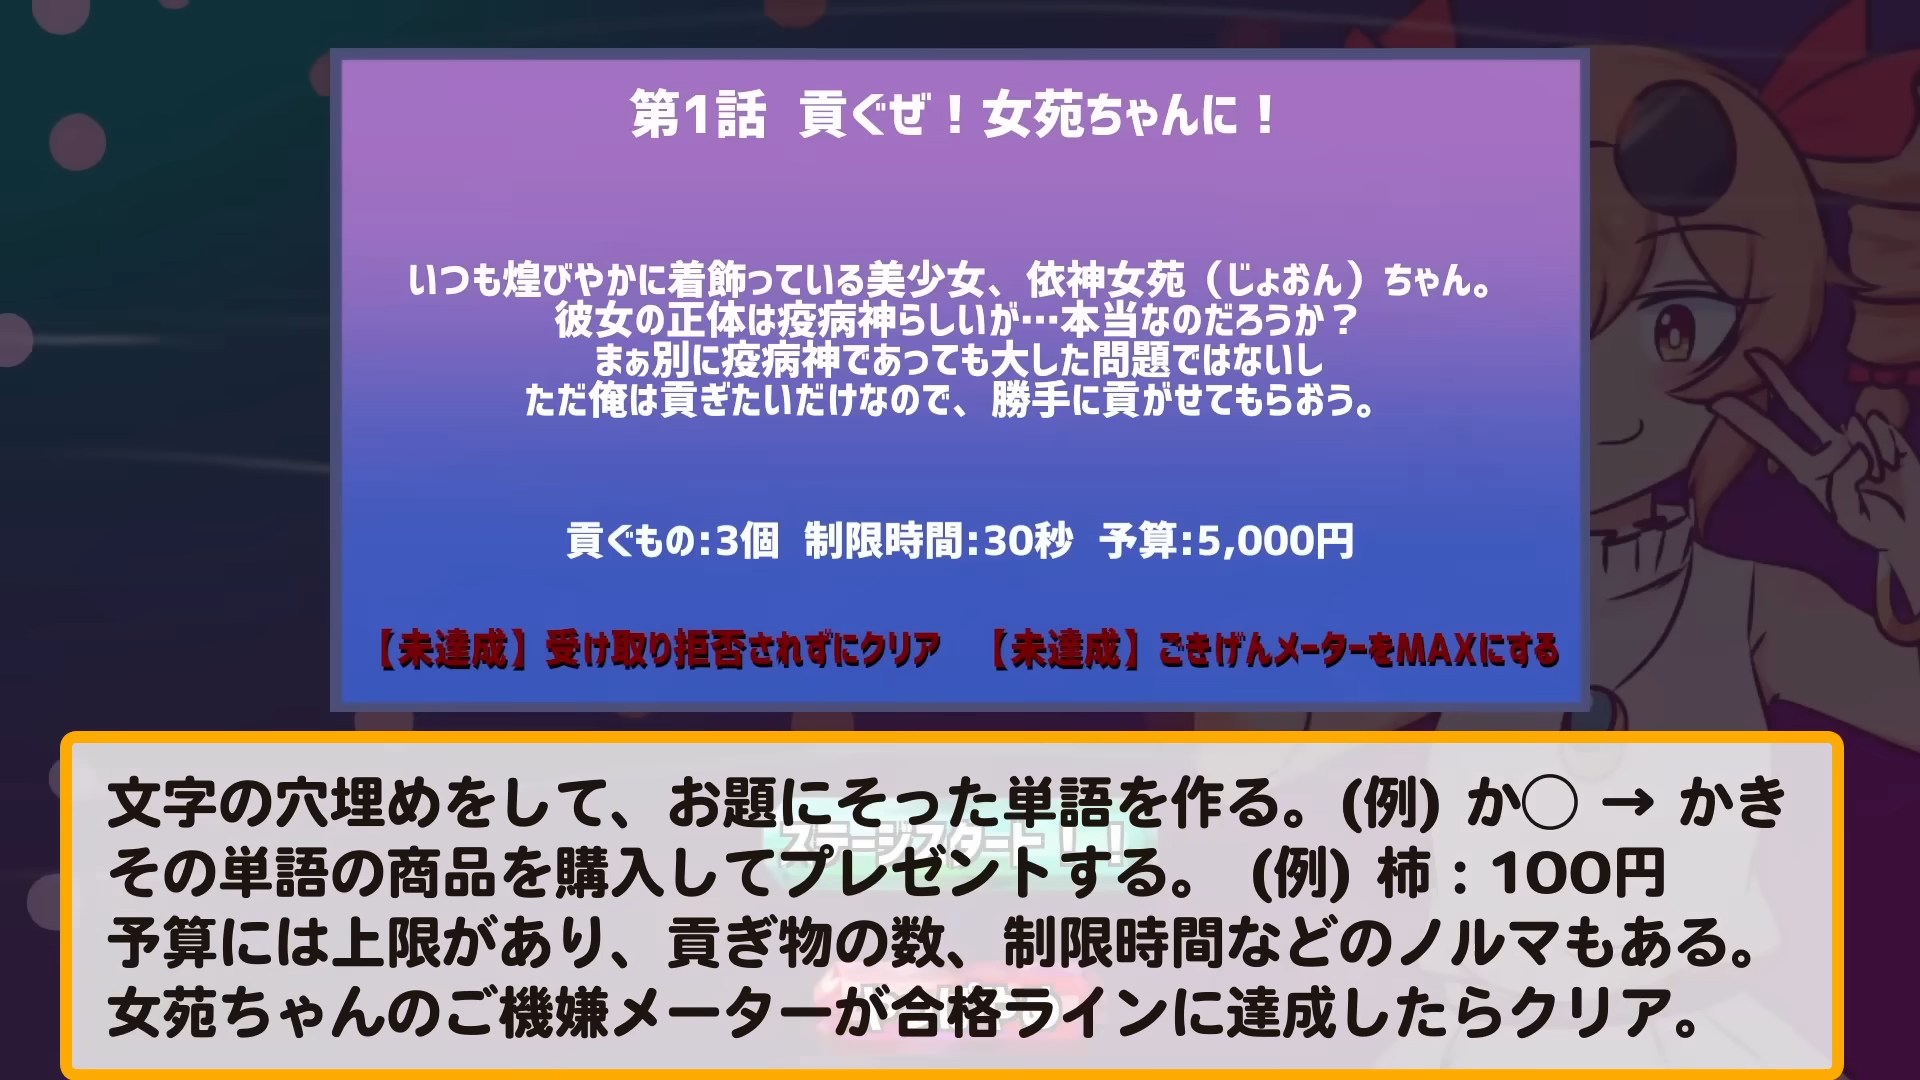 第1話 貢ぐぜ！女苑ちゃんに！
いつも煌びやかに着飾っている美少女、依神女苑（じょおん）ちゃん。
彼女の正体は疫病神らしいが…本当なのだろうか？
まぁ別に疫病神であっても大した問題ではないし
ただ俺は貢ぎたいだけなので、勝手に貢がせてもらおう。
貢ぐもの:3個 制限時間:30秒 予算:5,000円
【未達成】受け取り拒否されずにクリア 【未達成】ごきげんメーターをMAXにする
文字の穴埋めをして、お題にそった単語を作る。(例) か◯ → かき
ステージスタート！！
その単語の商品を購入してプレゼントする。 (例) 柿：100円
予算には上限があり、貢ぎ物の数、制限時間などのノルマもある。
女苑ちゃんのご機嫌メーターが合格ラインに達成したらクリア。